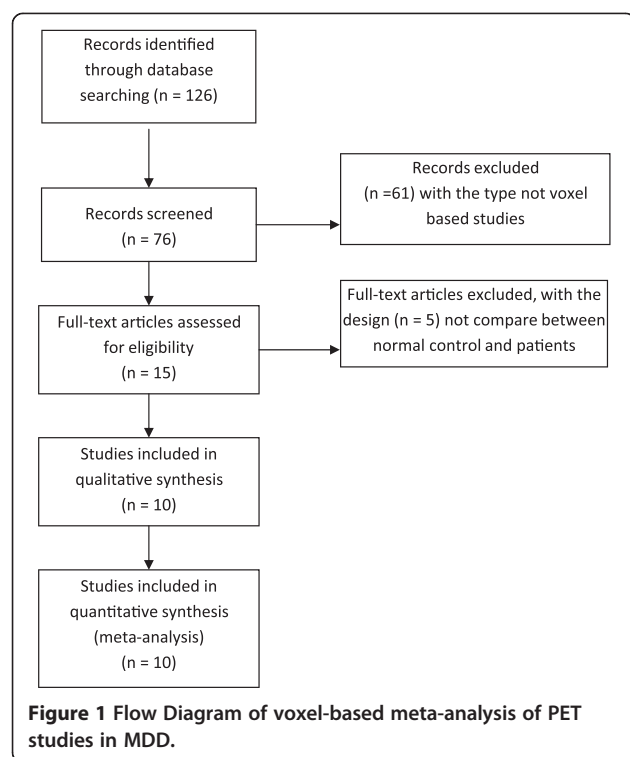 Records identified
through database
searching (n = 126)
Records screened
(n = 76)
Records excluded
(n =61) with the type not voxel
based studies
Full-text articles assessed
for eligibility
(n = 15)
Full-text articles excluded, with the
design (n = 5) not compare between
normal control and patients
Studies included in
qualitative synthesis
(n = 10)
Studies included in
quantitative synthesis
(meta-analysis)
(n = 10)
Figure 1 Flow Diagram of voxel-based meta-analysis of PET
studies in MDD.